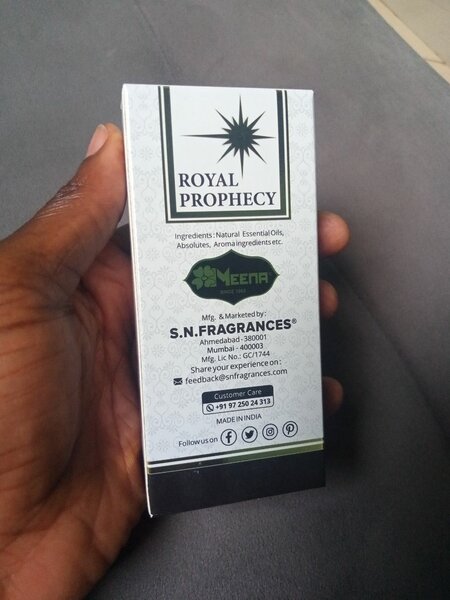 ROYAL
PROPHECY
Ingredients : Natural Essential Oils,
Absolutes, Aroma ingredients etc.
MEENA®
SINCE 1950
Mfg. & Marketed by :
S.N.FRAGRANCES®
Ahmedabad - 380001
Mumbai - 400003
Mfg. Lic No.: GC/1744
Share your experience on :
feedback@snfragrances.com
Customer Care
+91 97 250 24 313
MADE IN INDIA
Follow us on